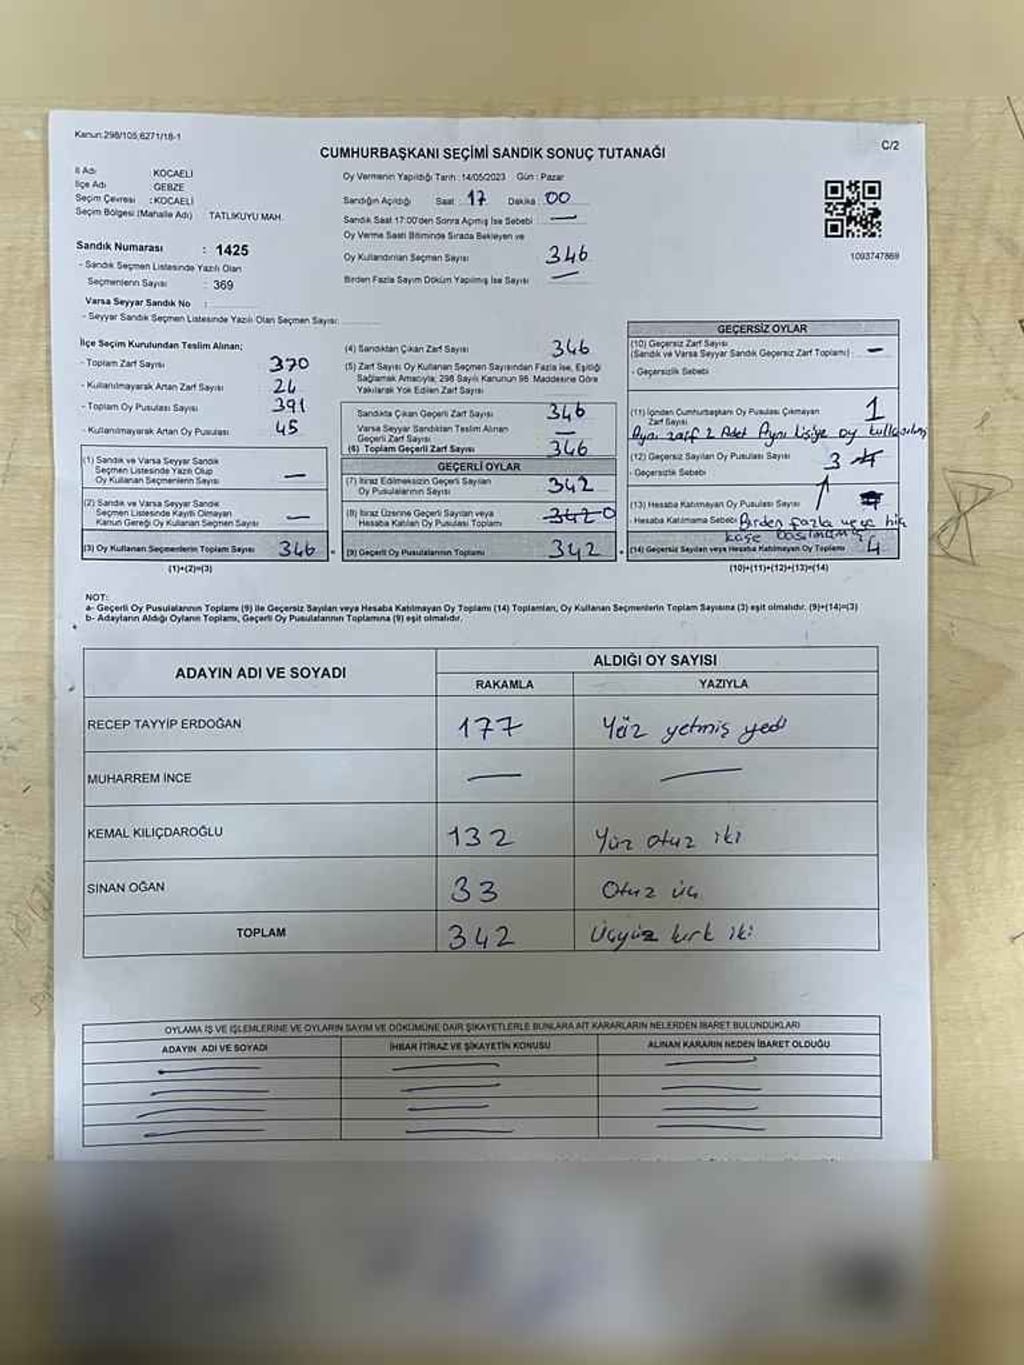 Kanun:298/105;6271/18-1
C/2
CUMHURBAŞKANI SEÇİMİ SANDIK SONUÇ TUTANAĞI
İl Adı KOCAELİ
İlçe Adı GEBZE
Seçim Çevresi : KOCAELİ
Seçim Bölgesi (Mahalle Adı) TATLIKUYU MAH.
Sandık Numarası : 1425
- Sandık Seçmen Listesinde Yazılı Olan
Seçmenlerin Sayısı : 369
Varsa Seyyar Sandık No :
- Seyyar Sandık Seçmen Listesinde Yazılı Olan Seçmen Sayısı:
Oy Vermenin Yapıldığı Tarih : 14/05/2023 Gün : Pazar
Sandığın Açıldığı Saat : 17 Dakika : 00
Sandık Saat 17:00'den Sonra Açımış İse Sebebi —
Oy Verme Saati Bitiminde Sırada Bekleyen ve
Oy Kullandırılan Seçmen Sayısı 346
Birden Fazla Sayım Döküm Yapılmış İse Sayısı —
1093747869
İlçe Seçim Kurulundan Teslim Alınan;
- Toplam Zarf Sayısı 370
- Kullanılmayarak Artan Zarf Sayısı 24
- Toplam Oy Pusulası Sayısı 391
- Kullanılmayarak Artan Oy Pusulası 45
(1) Sandık ve Varsa Seyyar Sandık
Seçmen Listesinde Yazılı Olup
Oy Kullanan Seçmenlerin Sayısı —
(2) Sandık ve Varsa Seyyar Sandık
Seçmen Listesinde Kayıtlı Olmayan
Kanun Gereği Oy Kullanan Seçmen Sayısı —
(3) Oy Kullanan Seçmenlerin Toplam Sayısı 346
(1)+(2)=(3)
(4) Sandıktan Çıkan Zarf Sayısı 346
(5) Zarf Sayısı Oy Kullanan Seçmen Sayısından Fazla İse, Eşitliği
Sağlamak Amacıyla, 298 Sayılı Kanunun 98. Maddesine Göre
Yakılarak Yok Edilen Zarf Sayısı
Sandıkta Çıkan Geçerli Zarf Sayısı 346
Varsa Seyyar Sandıktan Teslim Alınan
Geçerli Zarf Sayısı —
(6) Toplam Geçerli Zarf Sayısı 346
GEÇERLİ OYLAR
(7) İtiraz Edilmeksizin Geçerli Sayılan
Oy Pusulalarının Sayısı 342
(8) İtiraz Üzerine Geçerli Sayılan veya
Hesaba Katılan Oy Pusulası Toplamı 342 0
(9) Geçerli Oy Pusulalarının Toplamı 342
GEÇERSİZ OYLAR
(10) Geçersiz Zarf Sayısı
(Sandık ve Varsa Seyyar Sandık Geçersiz Zarf Toplamı) —
- Geçersizlik Sebebi
(11) İçinden Cumhurbaşkanı Oy Pusulası Çıkmayan
Zarf Sayısı 1
Aynı zarf 2 Adet Aynı kişiye oy
(12) Geçersiz Sayılan Oy Pusulası Sayısı 3 4
- Geçersizlik Sebebi
(13) Hesaba Katılmayan Oy Pusulası Sayısı
- Hesaba Katılmama Sebebi Birden fazla veya hiç
kaşe basılmamış
(14) Geçersiz Sayılan veya Hesaba Katılmayan Oy Toplamı 4
(10)+(11)+(12)+(13)=(14)
NOT:
a- Geçerli Oy Pusulalarının Toplamı (9) ile Geçersiz Sayılan veya Hesaba Katılmayan Oy Toplamı (14) Toplamları, Oy Kullanan Seçmenlerin Toplam Sayısına (3) eşit olmalıdır. (9)+(14)=(3)
b- Adayların Aldığı Oyların Toplamı, Geçerli Oy Pusulalarının Toplamına (9) eşit olmalıdır.
ADAYIN ADI VE SOYADI ALDIĞI OY SAYISI
RAKAMLA YAZIYLA
RECEP TAYYİP ERDOĞAN 177 Yüz yetmiş yedi
MUHARREM İNCE — —
KEMAL KILIÇDAROĞLU 132 Yüz otuz iki
SİNAN OĞAN 33 Otuz üç
TOPLAM 342 Üçyüz kırk iki
OYLAMA İŞ VE İŞLEMLERİNE VE OYLARIN SAYIM VE DÖKÜMÜNE DAİR ŞİKAYETLERLE BUNLARA AİT KARARLARIN NELERDEN İBARET BULUNDUKLARI
ADAYIN ADI VE SOYADI İHBAR İTİRAZ VE ŞİKAYETİN KONUSU ALINAN KARARIN NEDEN İBARET OLDUĞU